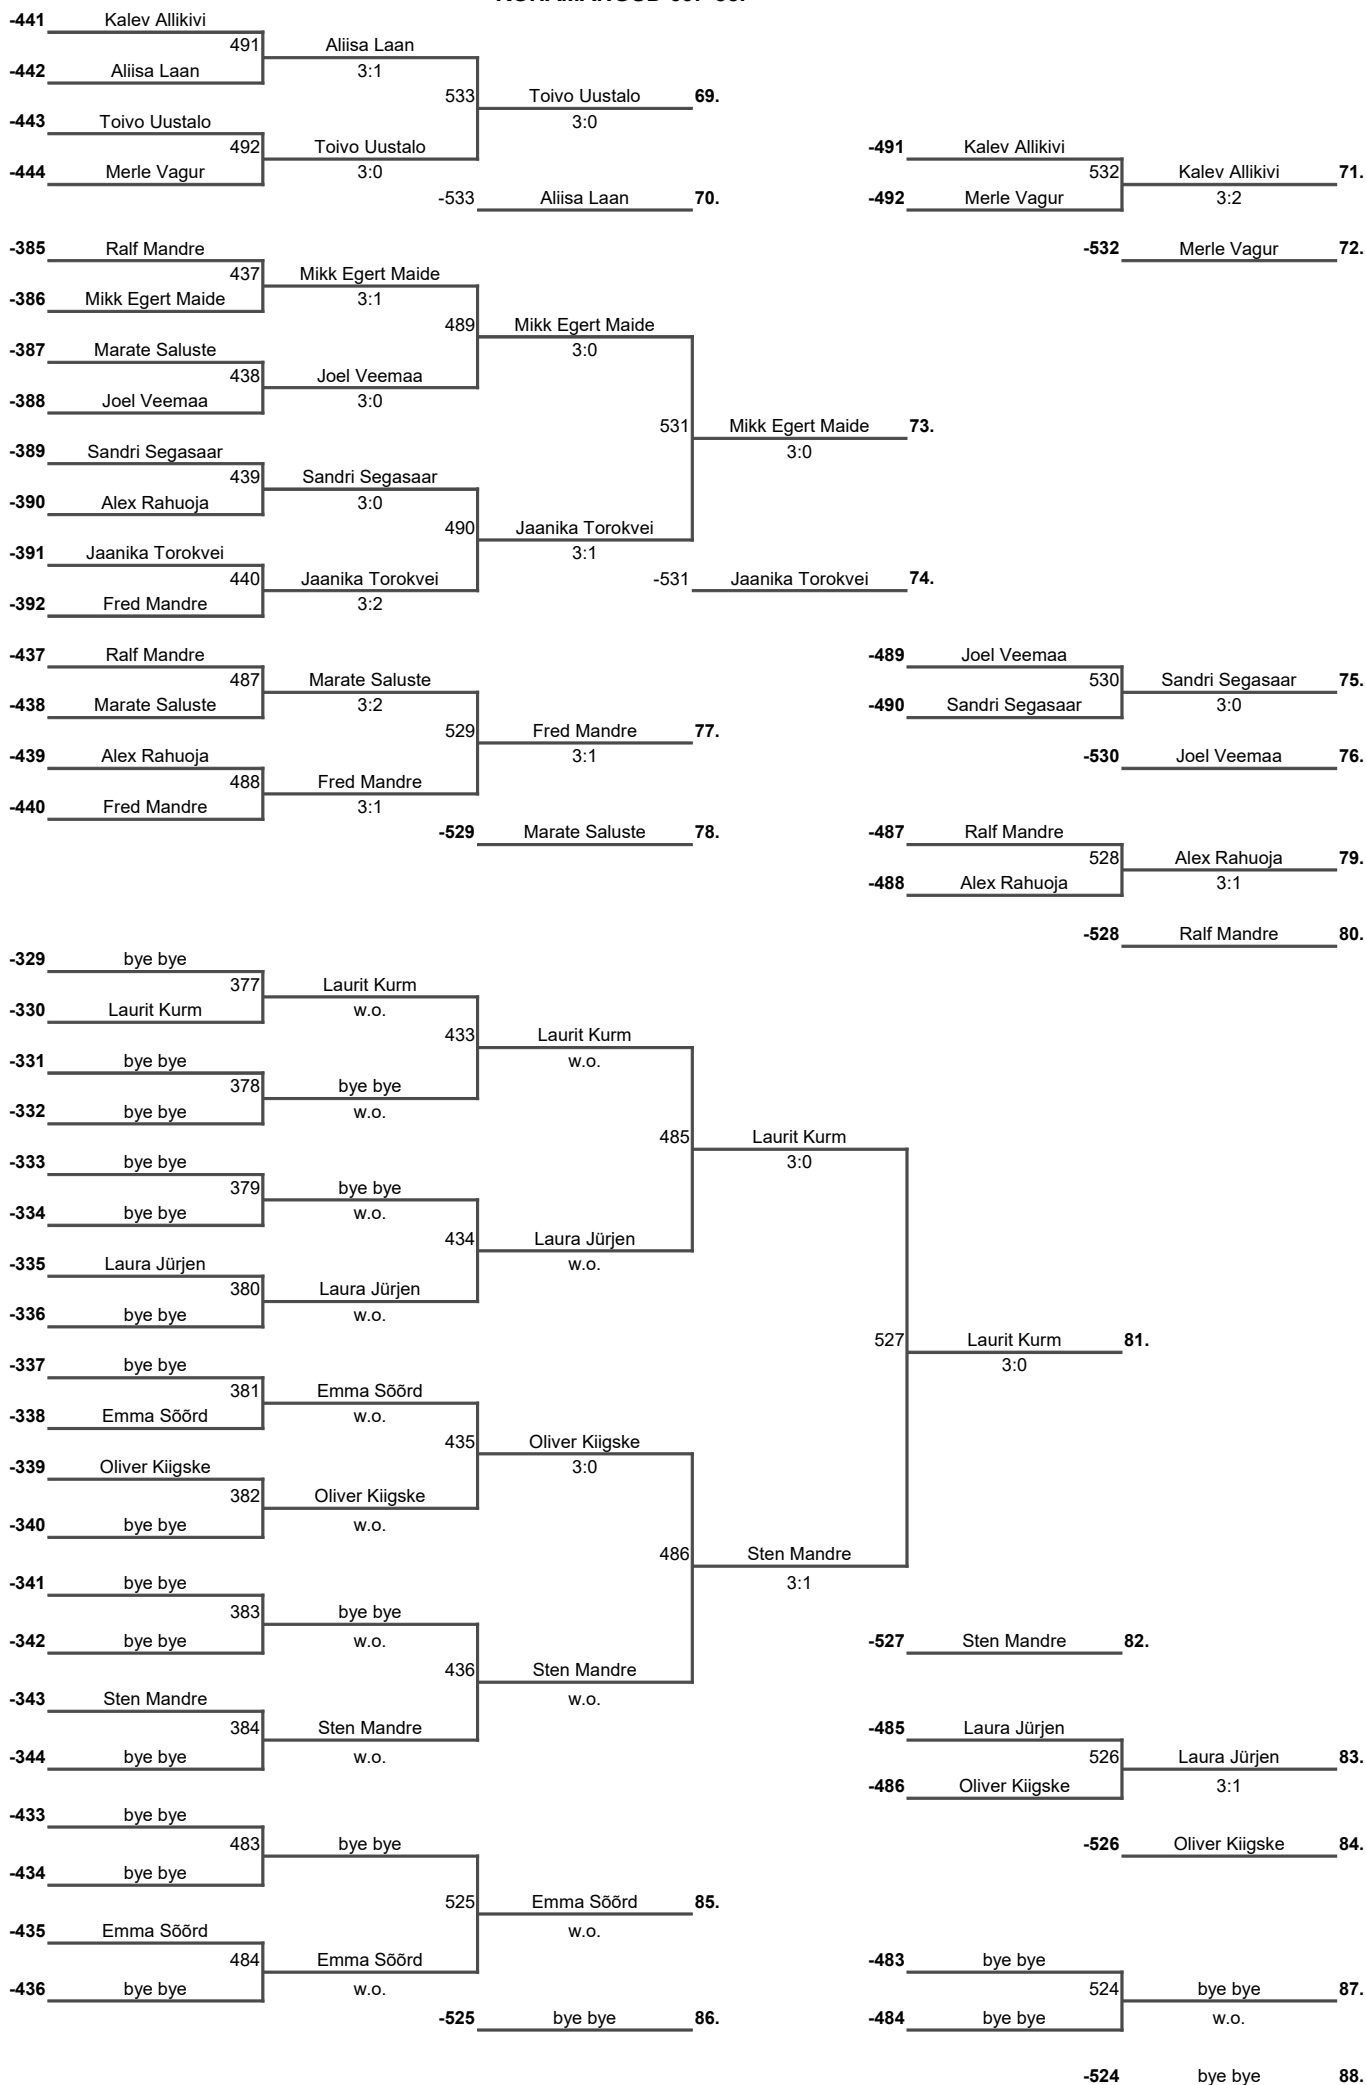 -441 Kalev Allikivi
491 Aliisa Laan
-442 Aliisa Laan 3:1
533 Toivo Uustalo 69.
-443 Toivo Uustalo 3:0
492 Toivo Uustalo -491 Kalev Allikivi
-444 Merle Vagur 3:0 532 Kalev Allikivi 71.
-533 Aliisa Laan 70. -492 Merle Vagur 3:2
-385 Ralf Mandre -532 Merle Vagur 72.
437 Mikk Egert Maide
-386 Mikk Egert Maide 3:1
489 Mikk Egert Maide
-387 Marate Saluste 3:0
438 Joel Veemaa
-388 Joel Veemaa 3:0
531 Mikk Egert Maide 73.
-389 Sandri Segasaar 3:0
439 Sandri Segasaar
-390 Alex Rahuoja 3:0
490 Jaanika Torokvei
-391 Jaanika Torokvei 3:1
440 Jaanika Torokvei -531 Jaanika Torokvei 74.
-392 Fred Mandre 3:2
-437 Ralf Mandre -489 Joel Veemaa
487 Marate Saluste 530 Sandri Segasaar 75.
-438 Marate Saluste 3:2 -490 Sandri Segasaar 3:0
529 Fred Mandre 77.
-439 Alex Rahuoja 3:1 -530 Joel Veemaa 76.
488 Fred Mandre
-440 Fred Mandre 3:1
-529 Marate Saluste 78. -487 Ralf Mandre
528 Alex Rahuoja 79.
-488 Alex Rahuoja 3:1
-528 Ralf Mandre 80.
-329 bye bye
377 Laurit Kurm
-330 Laurit Kurm w.o.
433 Laurit Kurm
-331 bye bye w.o.
378 bye bye
-332 bye bye w.o.
485 Laurit Kurm
-333 bye bye 3:0
379 bye bye
-334 bye bye w.o.
434 Laura Jürjen
-335 Laura Jürjen w.o.
380 Laura Jürjen
-336 bye bye w.o.
527 Laurit Kurm 81.
-337 bye bye 3:0
381 Emma Sõõrd
-338 Emma Sõõrd w.o.
435 Oliver Kiigske
-339 Oliver Kiigske 3:0
382 Oliver Kiigske
-340 bye bye w.o.
486 Sten Mandre
-341 bye bye 3:1
383 bye bye
-342 bye bye w.o. -527 Sten Mandre 82.
436 Sten Mandre
-343 Sten Mandre w.o.
384 Sten Mandre -485 Laura Jürjen
-344 bye bye w.o. 526 Laura Jürjen 83.
-486 Oliver Kiigske 3:1
-433 bye bye
483 bye bye -526 Oliver Kiigske 84.
-434 bye bye
525 Emma Sõõrd 85.
-435 Emma Sõõrd w.o.
484 Emma Sõõrd -483 bye bye
-436 bye bye w.o. 524 bye bye 87.
-525 bye bye 86. -484 bye bye w.o.
-524 bye bye 88.